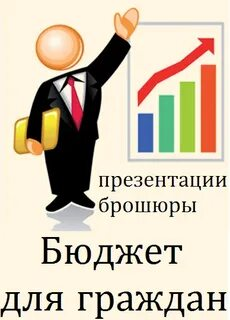 презентации
брошюры
Бюджет
для граждан